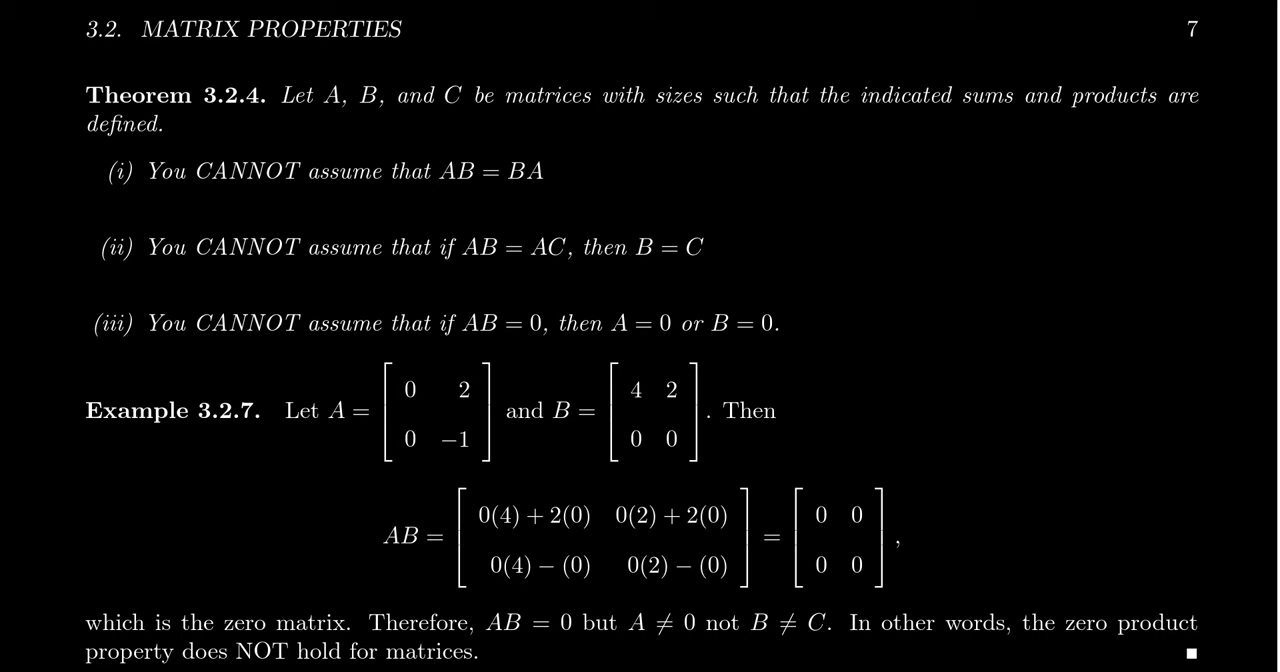 3.2. MATRIX PROPERTIES 7
Theorem 3.2.4. Let A, B, and C be matrices with sizes such that the indicated sums and products are
defined.
(i) You CANNOT assume that AB = BA
(ii) You CANNOT assume that if AB = AC, then B = C
(iii) You CANNOT assume that if AB = 0, then A = 0 or B = 0.
Example 3.2.7. Let A = [ 0 2 0 −1 ] and B = [ 4 2 0 0 ]. Then
AB = [ 0(4) + 2(0) 0(2) + 2(0) 0(4) − (0) 0(2) − (0) ] = [ 0 0 0 0 ],
which is the zero matrix. Therefore, AB = 0 but A ≠ 0 not B ≠ C. In other words, the zero product
property does NOT hold for matrices. ■